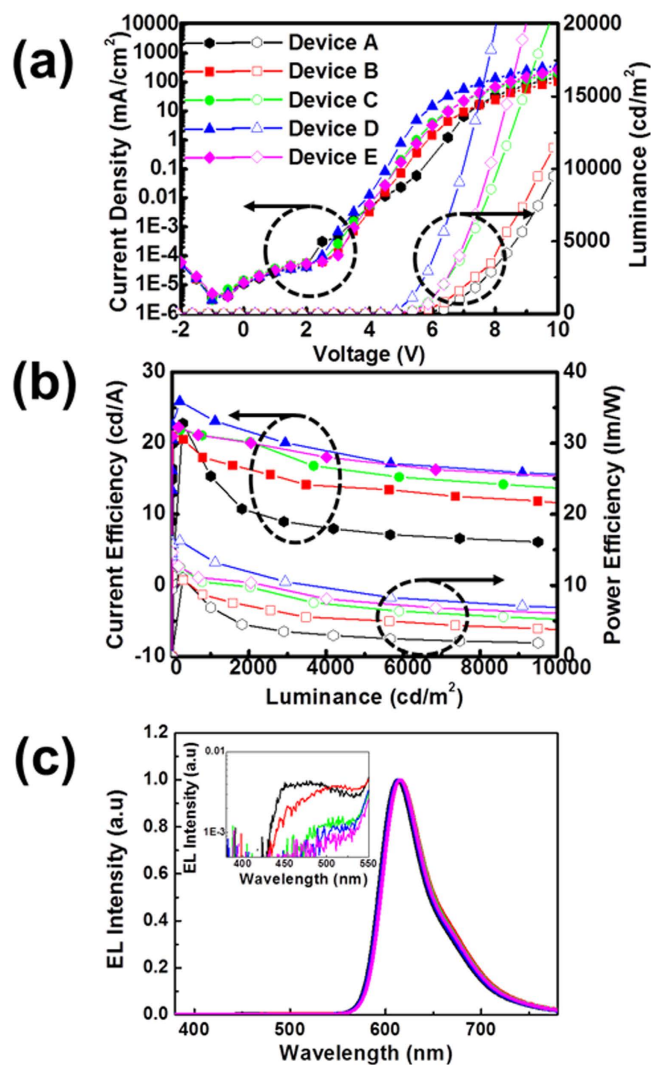 (a)
Current Density (mA/cm²)
10000
1000
100
10
1
0.1
0.01
1E-3
1E-4
1E-5
1E-6
Device A
Device B
Device C
Device D
Device E
20000
15000
10000
5000
0
Luminance (cd/m²)
-2 0 2 4 6 8 10
Voltage (V)
(b)
Current Efficiency (cd/A)
30
20
10
0
-10
40
30
20
10
0
Power Efficiency (lm/W)
0 2000 4000 6000 8000 10000
Luminance (cd/m²)
(c)
EL Intensity (a.u)
1.2
1.0
0.8
0.6
0.4
0.2
0.0
EL Intensity (a.u)
0.01
1E-3
400 450 500 550
Wavelength (nm)
400 500 600 700
Wavelength (nm)